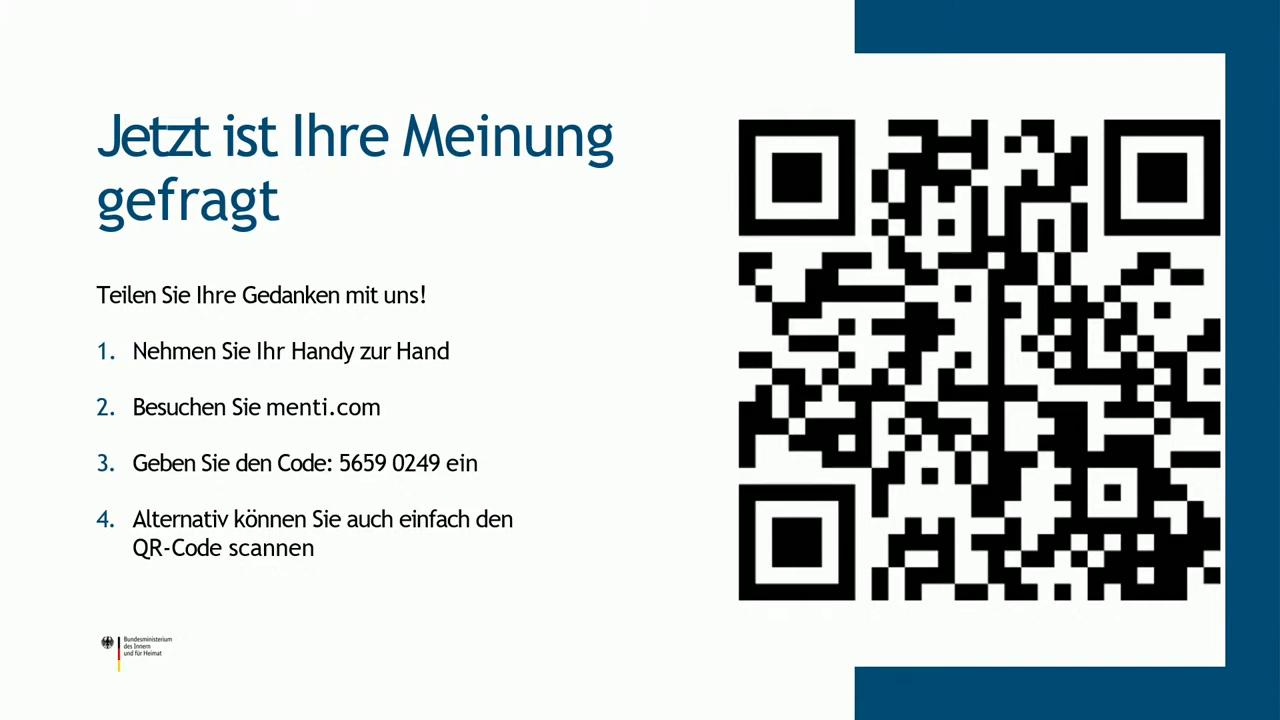 Jetzt ist Ihre Meinung
gefragt
Teilen Sie Ihre Gedanken mit uns!
1. Nehmen Sie Ihr Handy zur Hand
2. Besuchen Sie menti.com
3. Geben Sie den Code: 5659 0249 ein
4. Alternativ können Sie auch einfach den
QR-Code scannen
Bundesministerium
des Innern
und für Heimat